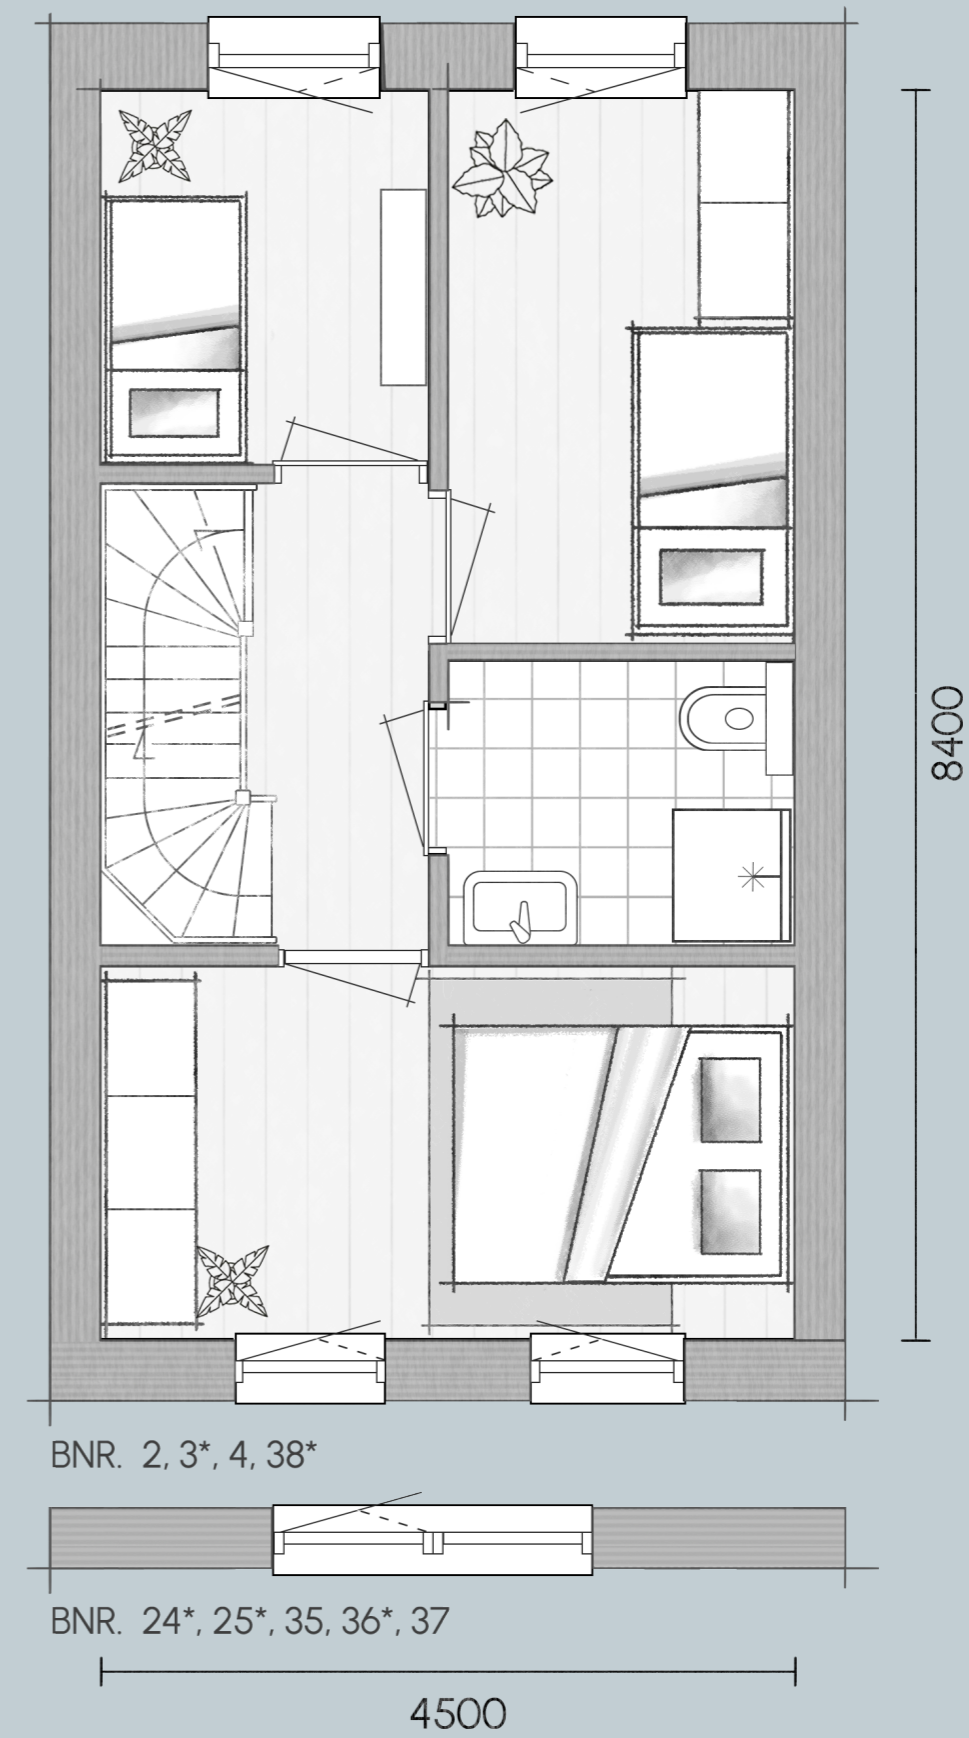 8400
BNR. 2, 3*, 4, 38*
BNR. 24*, 25*, 35, 36*, 37
4500